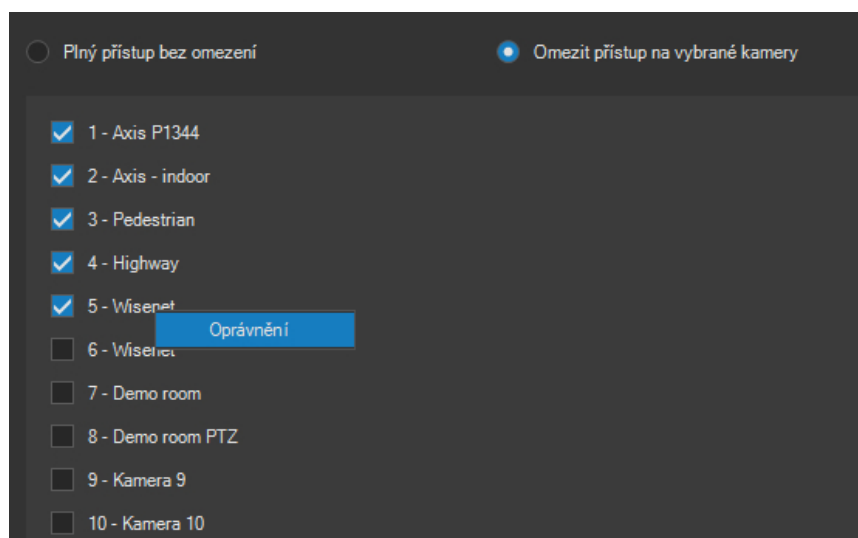 Plný přístup bez omezení
Omezit přístup na vybrané kamery
1 - Axis P1344
2 - Axis - indoor
3 - Pedestrian
4 - Highway
5 - Wisenet
Oprávnění
6 - Wisenet
7 - Demo room
8 - Demo room PTZ
9 - Kamera 9
10 - Kamera 10